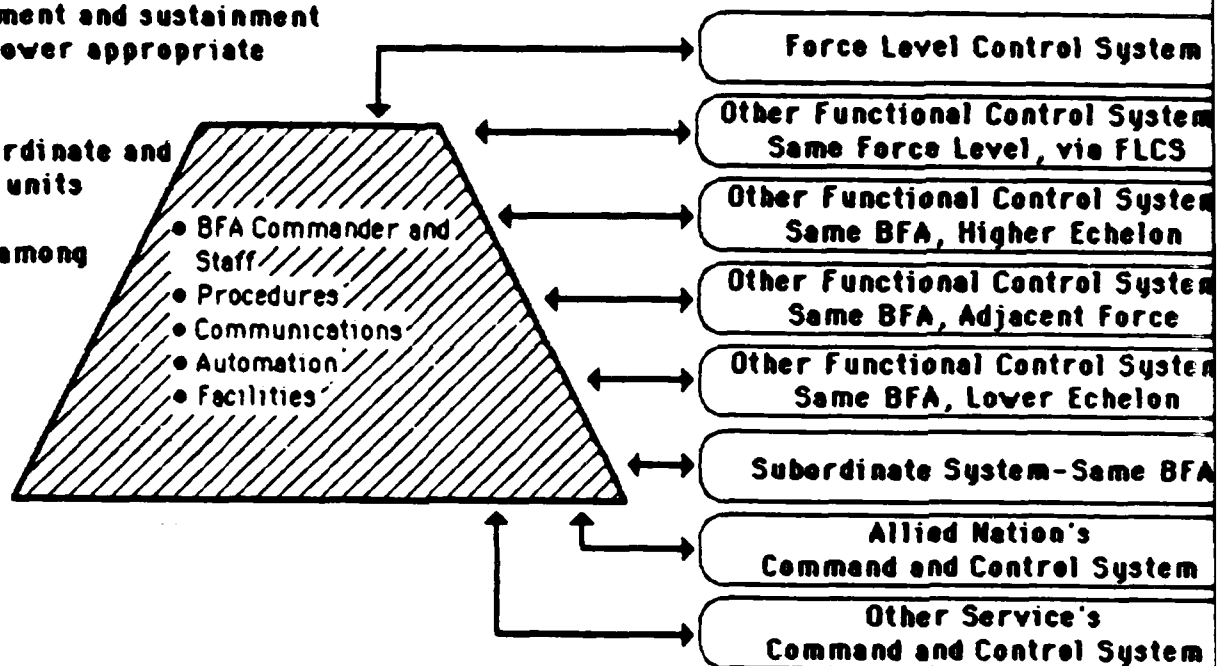 ment and sustainment
ower appropriate
rdinate and
units
among
• BFA Commander and
Staff
• Procedures
• Communications
• Automation
• Facilities
Force Level Control System
Other Functional Control System
Same Force Level, via FLCS
Other Functional Control System
Same BFA, Higher Echelon
Other Functional Control System
Same BFA, Adjacent Force
Other Functional Control System
Same BFA, Lower Echelon
Subordinate System-Same BFA
Allied Nation's
Command and Control System
Other Service's
Command and Control System